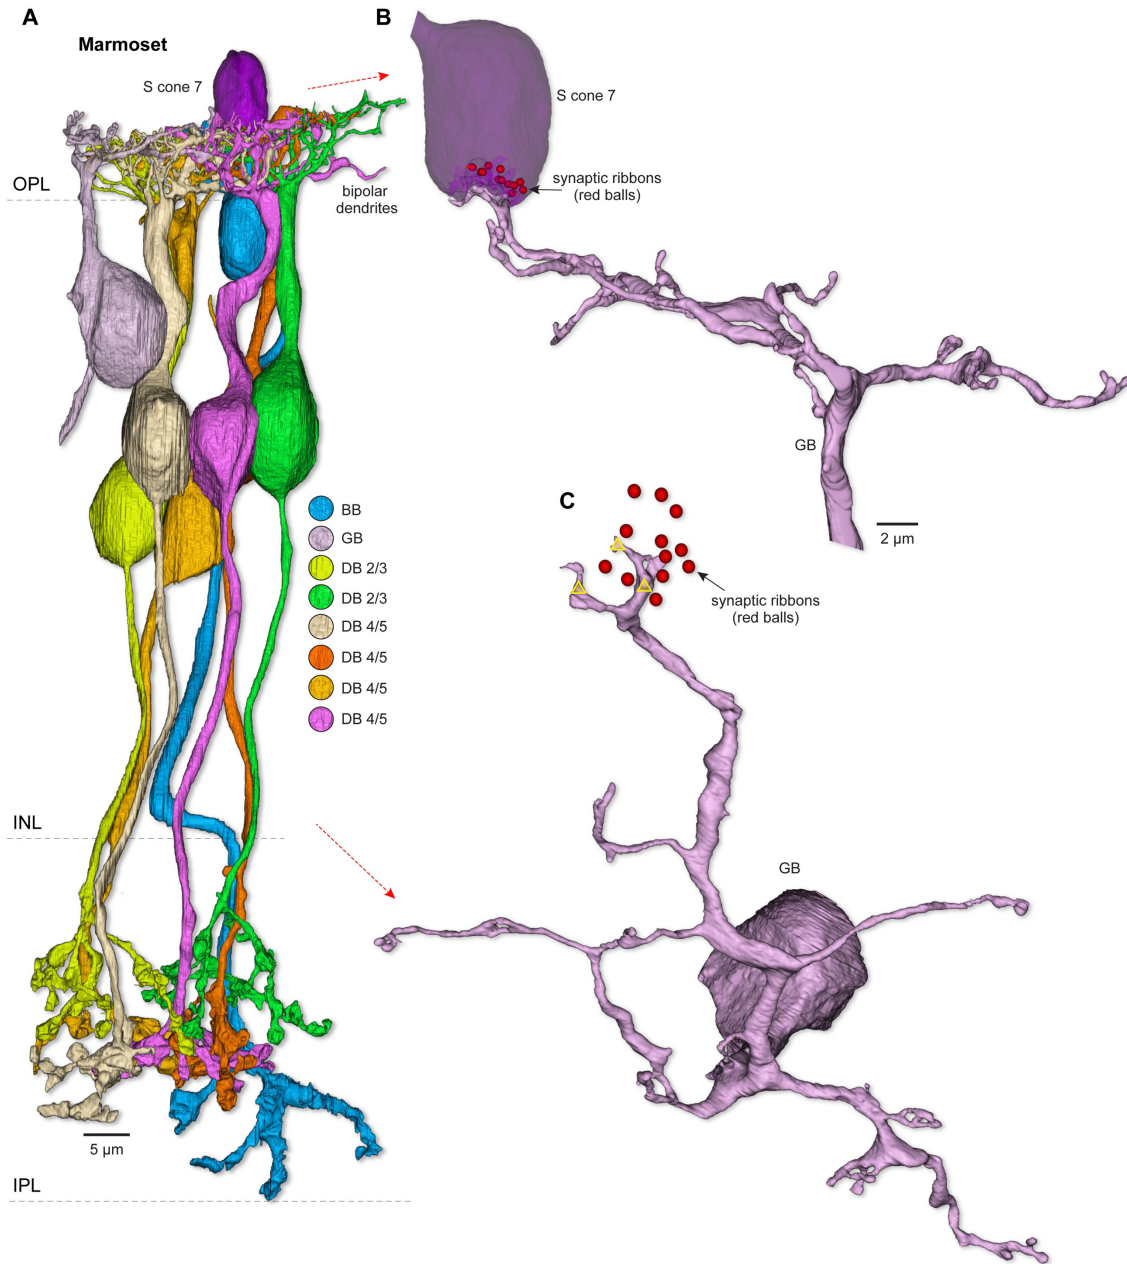 A
Marmoset
S cone 7
OPL
bipolar
dendrites
BB
GB
DB 2/3
DB 2/3
DB 4/5
DB 4/5
DB 4/5
DB 4/5
INL
5 µm
IPL
B
S cone 7
synaptic ribbons
(red balls)
GB
2 µm
C
synaptic ribbons
(red balls)
GB